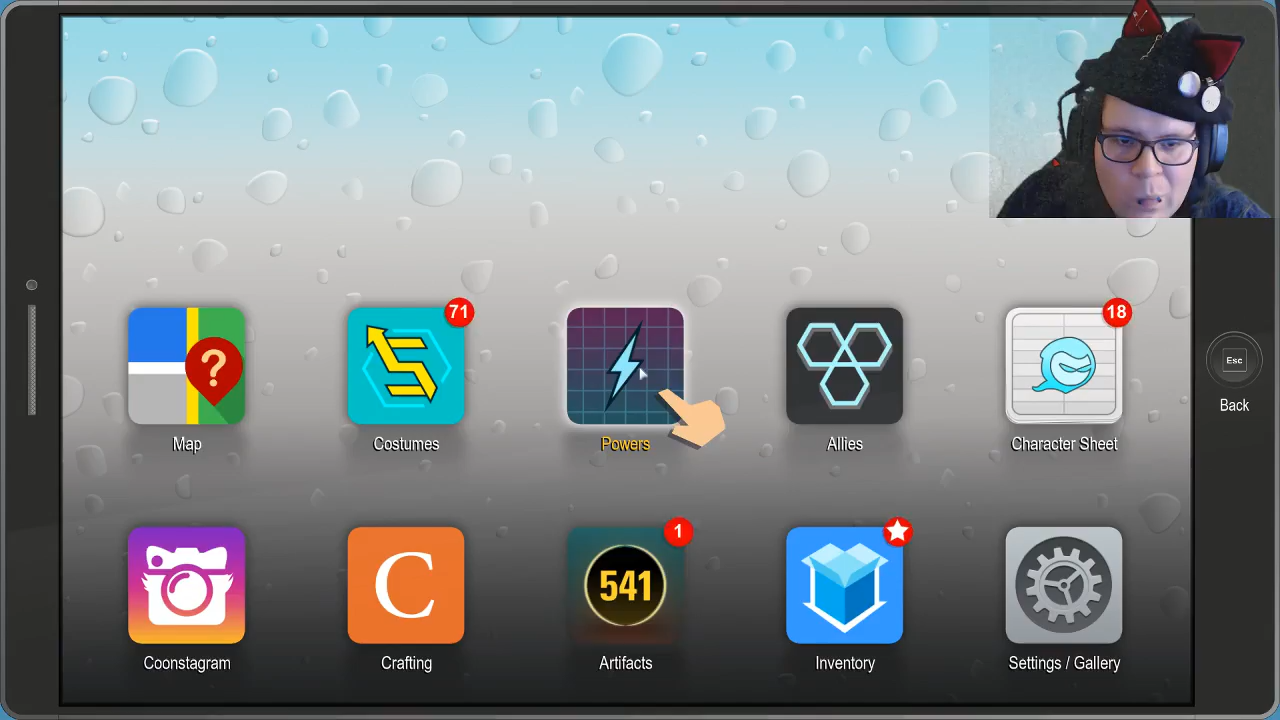 71
18
?
Esc
Back
Map
Costumes
Powers
Allies
Character Sheet
1
C
541
Coonstagram
Crafting
Artifacts
Inventory
Settings / Gallery